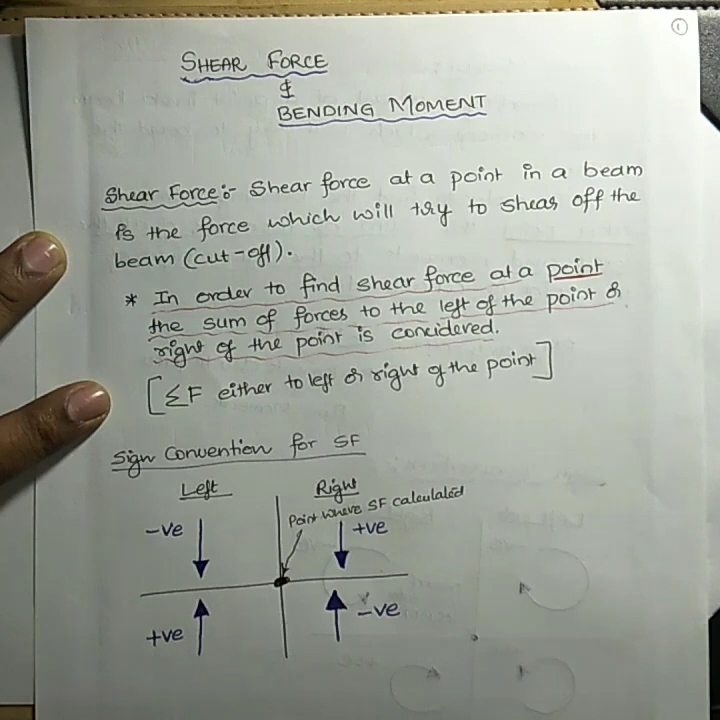 1
SHEAR FORCE
&
BENDING MOMENT
Shear Force :- Shear force at a point in a beam
is the force which will try to shear off the
beam (cut-off).
* In order to find shear force at a point
the sum of forces to the left of the point or
right of the point is considered.
[ΣF either to left or right of the point]
Sign Convention for SF
Left Right
Point where SF calculated
-ve +ve
+ve -ve